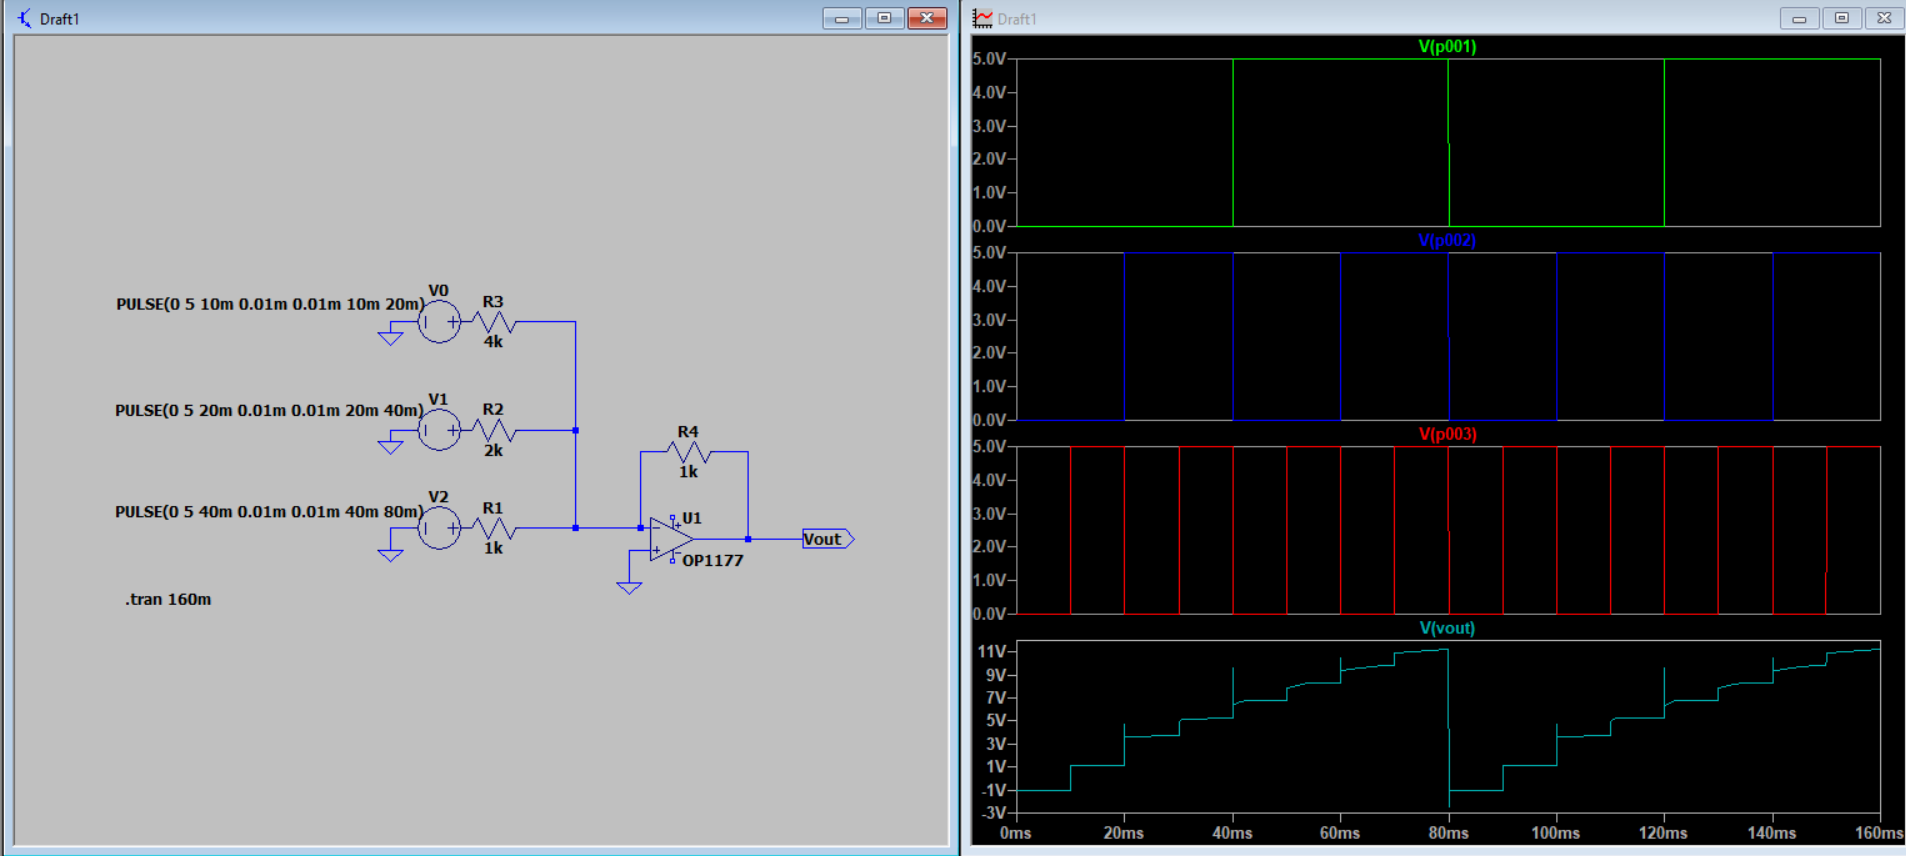 Draft1
V0
R3
PULSE(0 5 10m 0.01m 0.01m 10m 20m)
4k
V1
R2
PULSE(0 5 20m 0.01m 0.01m 20m 40m)
2k
R4
1k
V2
R1
PULSE(0 5 40m 0.01m 0.01m 40m 80m)
1k
U1
Vout
OP1177
.tran 160m
Draft1
V(p001)
5.0V
4.0V
3.0V
2.0V
1.0V
0.0V
V(p002)
5.0V
4.0V
3.0V
2.0V
1.0V
0.0V
V(p003)
5.0V
4.0V
3.0V
2.0V
1.0V
0.0V
V(vout)
11V
9V
7V
5V
3V
1V
-1V
-3V
0ms 20ms 40ms 60ms 80ms 100ms 120ms 140ms 160ms